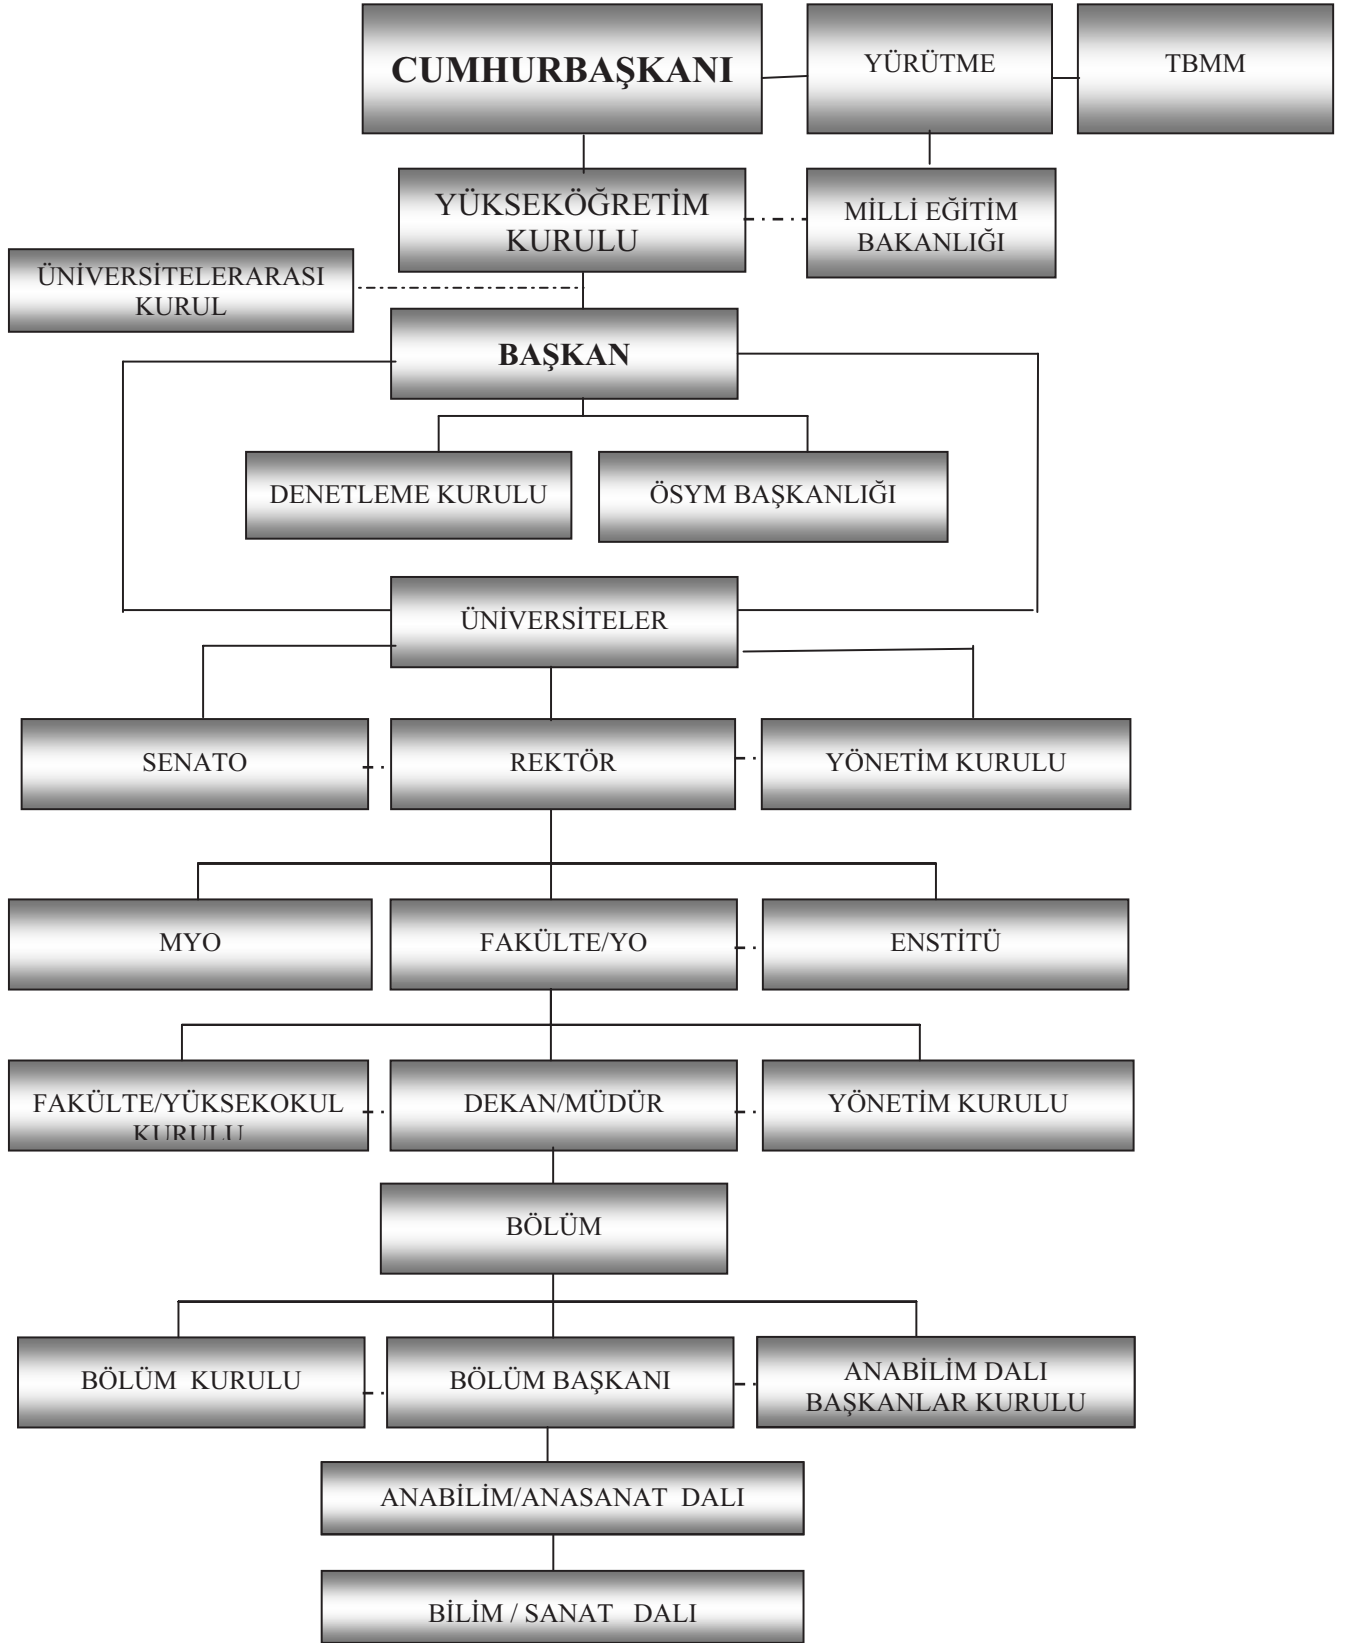 CUMHURBAŞKANI
YÜRÜTME
TBMM
YÜKSEKÖĞRETİM
KURULU
MİLLİ EĞİTİM
BAKANLIĞI
ÜNİVERSİTELERARASI
KURUL
BAŞKAN
DENETLEME KURULU
ÖSYM BAŞKANLIĞI
ÜNİVERSİTELER
SENATO
REKTÖR
YÖNETİM KURULU
MYO
FAKÜLTE/YO
ENSTİTÜ
FAKÜLTE/YÜKSEKOKUL
KURULU
DEKAN/MÜDÜR
YÖNETİM KURULU
BÖLÜM
BÖLÜM KURULU
BÖLÜM BAŞKANI
ANABİLİM DALI
BAŞKANLAR KURULU
ANABİLİM/ANASANAT DALI
BİLİM / SANAT DALI